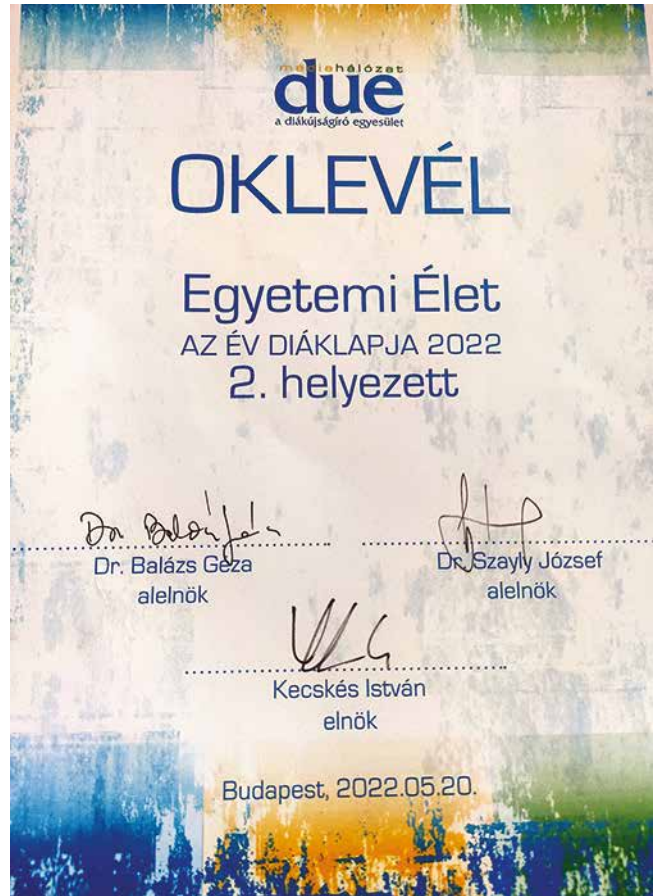 médiahálózat
due
a diákújságíró egyesület
OKLEVÉL
Egyetemi Élet
AZ ÉV DIÁKLAPJA 2022
2. helyezett
Dr. Balázs Géza
Dr. Szayly József
alelnök
alelnök
Kecskés István
elnök
Budapest, 2022.05.20.